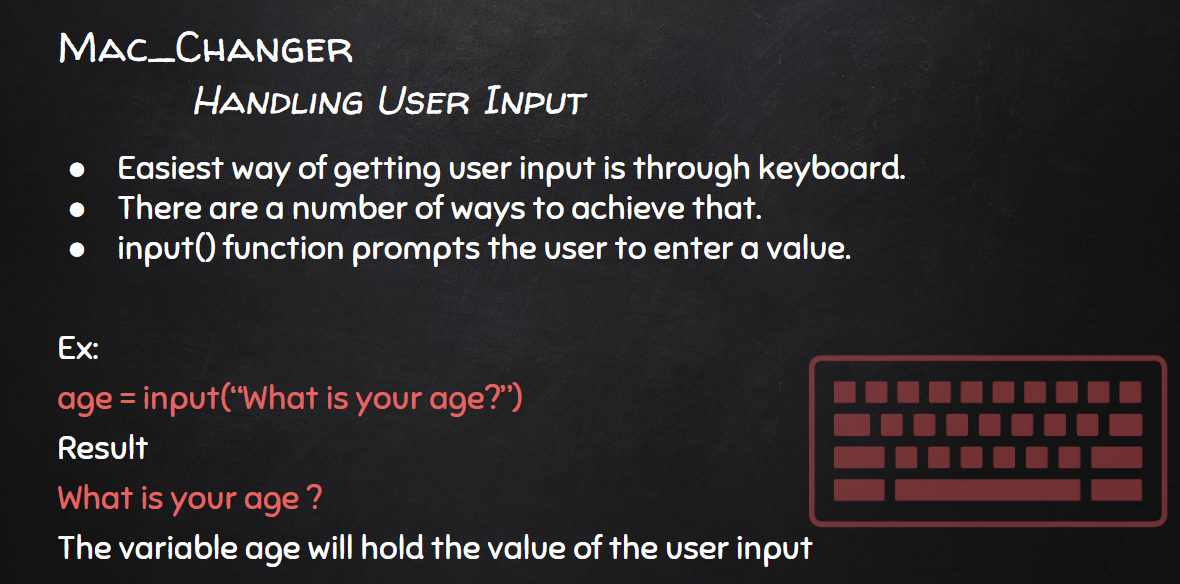 Mac_Changer
Handling User Input
● Easiest way of getting user input is through keyboard.
● There are a number of ways to achieve that.
● input() function prompts the user to enter a value.
Ex:
age = input(“What is your age?”)
Result
What is your age ?
The variable age will hold the value of the user input